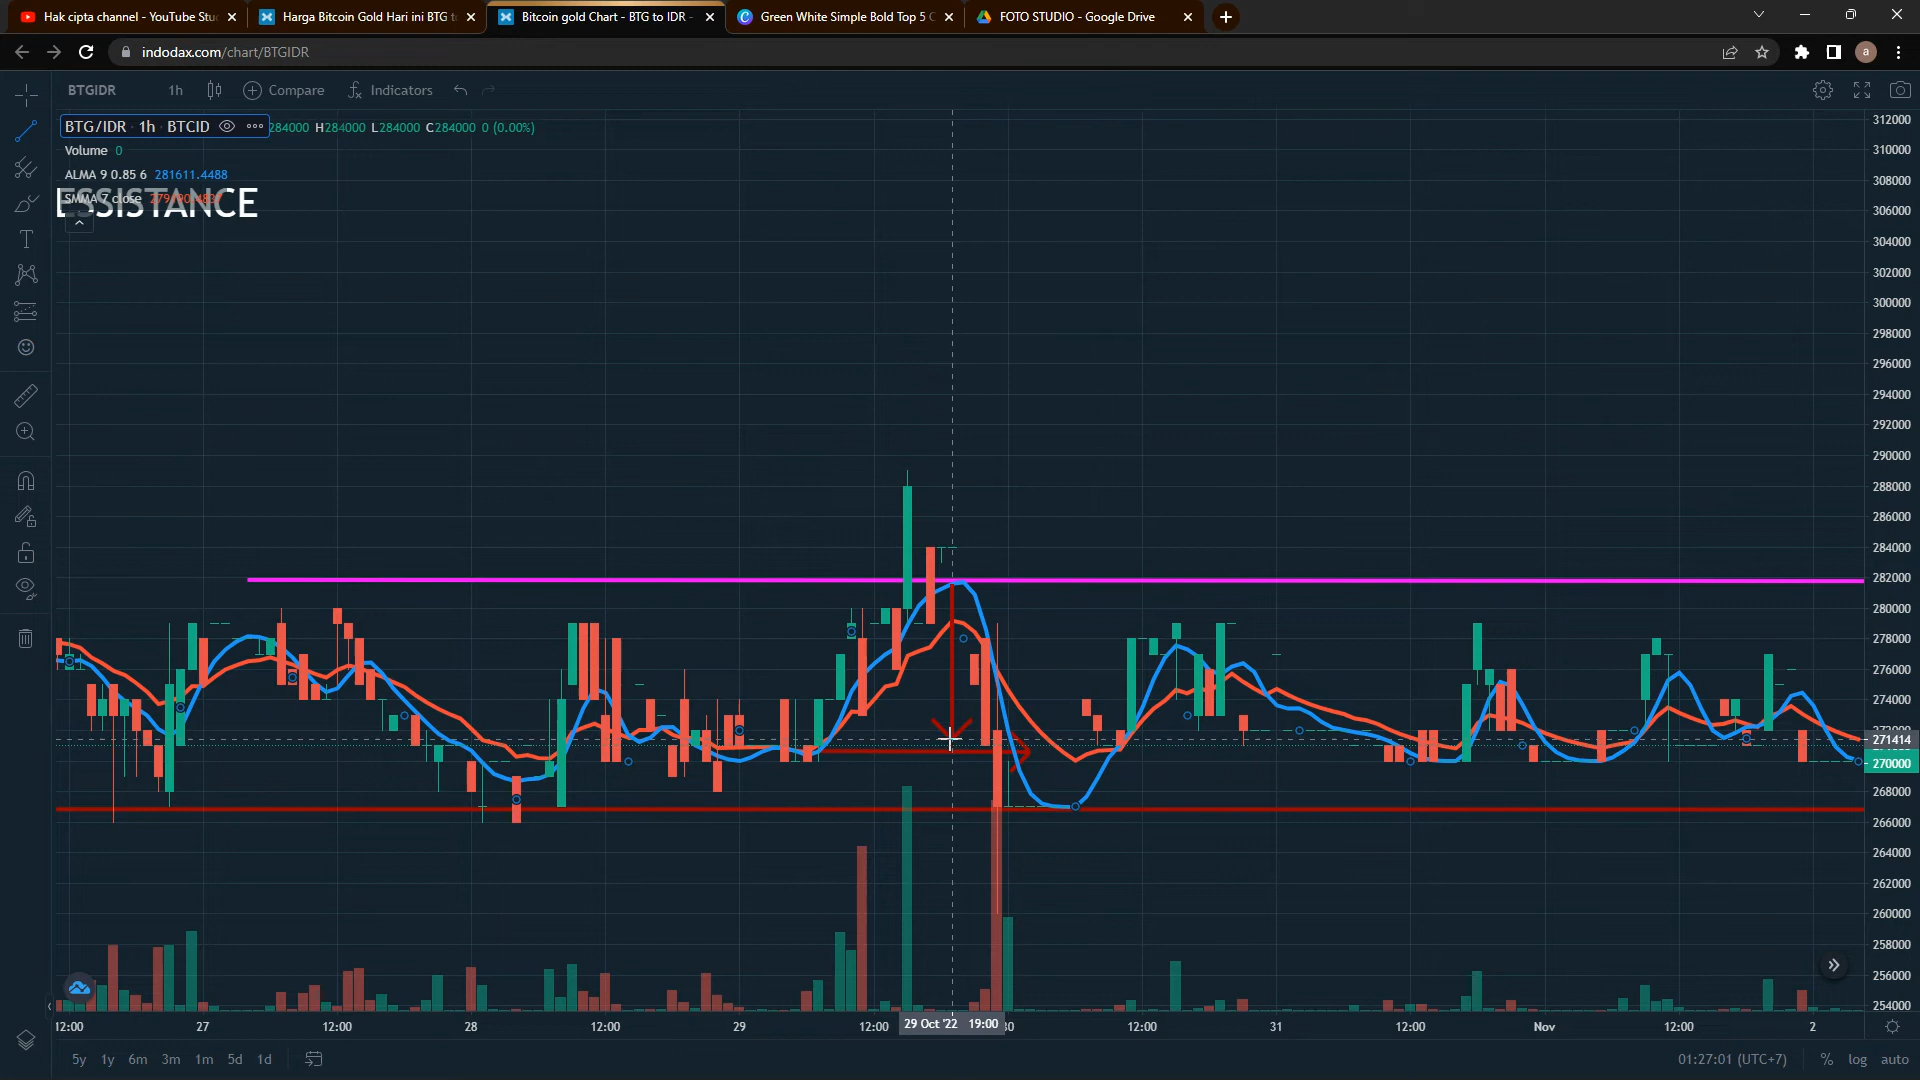 Hak cipta channel - YouTube Stu
Harga Bitcoin Gold Hari ini BTG t
Bitcoin gold Chart - BTG to IDR -
Green White Simple Bold Top 5 C
FOTO STUDIO - Google Drive
indodax.com/chart/BTGIDR
a
BTGIDR 1h Compare Indicators
BTG/IDR 1h BTCID 284000 H284000 L284000 C284000 0 (0.00%)
Volume 0
ALMA 9 0.85 6 281611.4488
SMMA 7 close
ESSISTANCE
312000
310000
308000
306000
304000
302000
300000
298000
296000
294000
292000
290000
288000
286000
284000
282000
280000
278000
276000
274000
271414
270000
268000
266000
264000
262000
260000
258000
256000
254000
12:00 27 12:00 28 12:00 29 12:00 29 Oct '22 19:00 30 12:00 31 12:00 Nov 12:00 2
5y 1y 6m 3m 1m 5d 1d
01:27:01 (UTC+7) % log auto